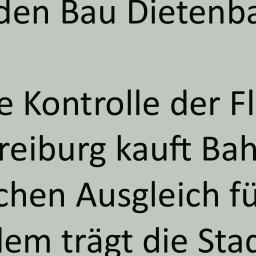 den Bau Dietenba
e Kontrolle der Fl
reiburg kauft Bah
chen Ausgleich fü
dem trägt die Stad